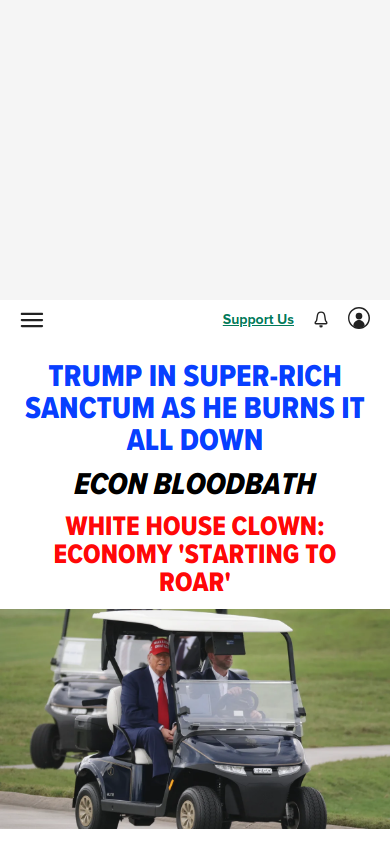 Support Us
TRUMP IN SUPER-RICH
SANCTUM AS HE BURNS IT
ALL DOWN
ECON BLOODBATH
WHITE HOUSE CLOWN:
ECONOMY 'STARTING TO
ROAR'